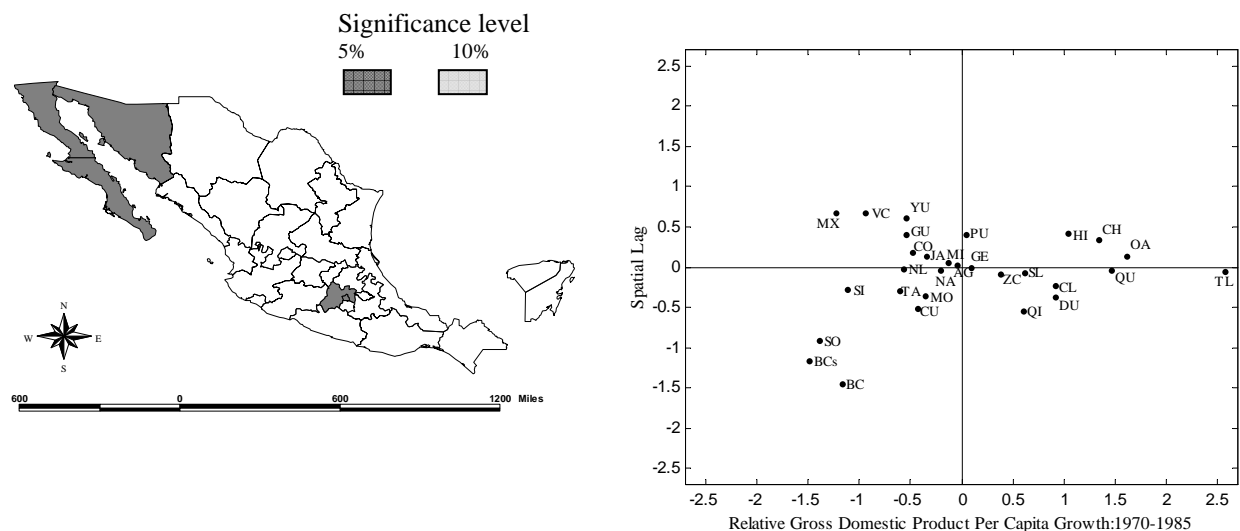 Significance level
5% 10%
N
W E
S
600 0 600 1200 Miles
2.5
2
1.5
1
0.5
0
-0.5
-1
-1.5
-2
-2.5
Spatial Lag
MX
VC
YU
GU
CO
JA
MI
PU
HI
CH
OA
NL
NA
AG
GE
ZC
SL
QU
TL
SI
TA
MO
CU
CL
DU
QI
SO
BCs
BC
-2.5 -2 -1.5 -1 -0.5 0 0.5 1 1.5 2 2.5
Relative Gross Domestic Product Per Capita Growth:1970-1985